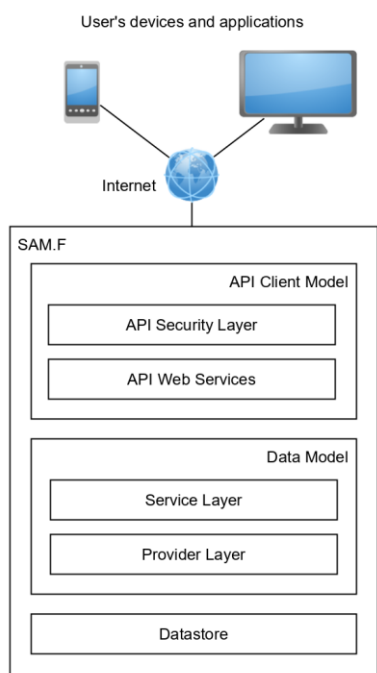 User's devices and applications
Internet
SAM.F
API Client Model
API Security Layer
API Web Services
Data Model
Service Layer
Provider Layer
Datastore